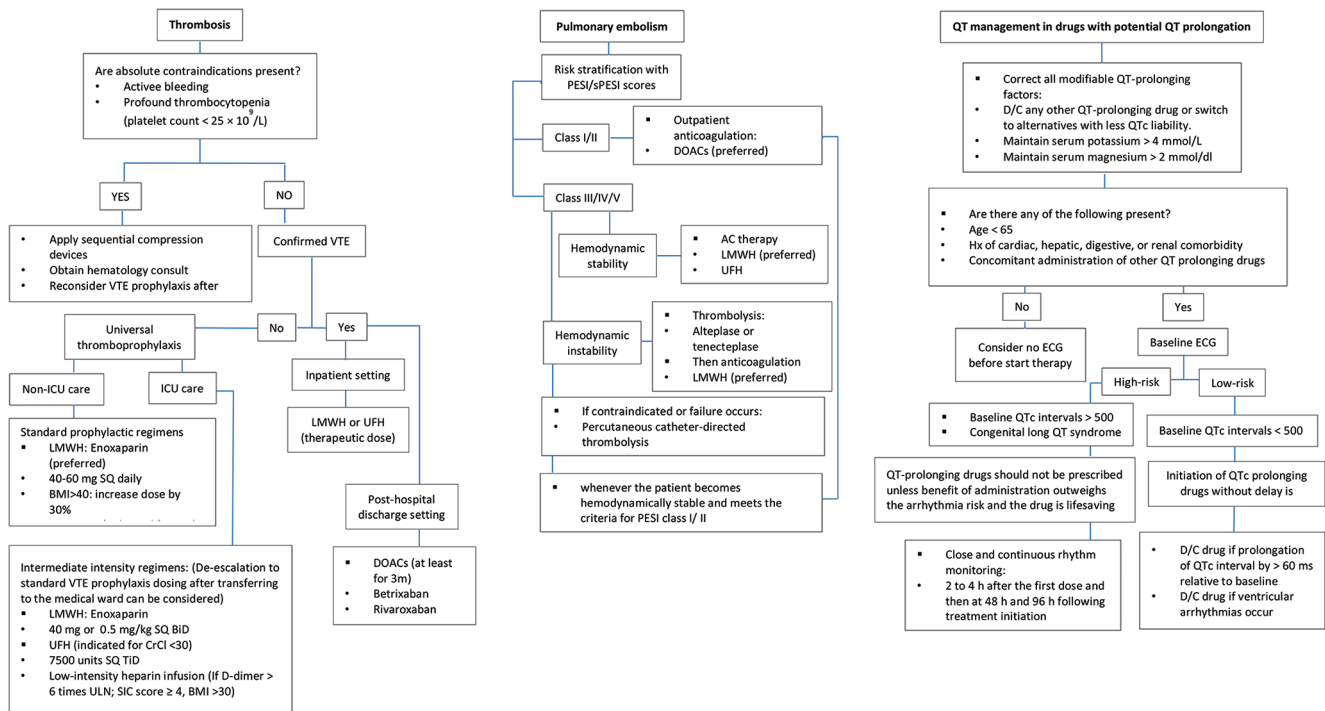 Thrombosis
Are absolute contraindications present?
• Activee bleeding
• Profound thrombocytopenia
(platelet count < 25 × 10⁹/L)
YES
NO
• Apply sequential compression
devices
• Obtain hematology consult
• Reconsider VTE prophylaxis after
Confirmed VTE
Universal
thromboprophylaxis
No
Yes
Non-ICU care
ICU care
Inpatient setting
LMWH or UFH
(therapeutic dose)
Standard prophylactic regimens
▪ LMWH: Enoxaparin
(preferred)
• 40-60 mg SQ daily
• BMI>40: increase dose by
30%
Post-hospital
discharge setting
▪ DOACs (at least
for 3m)
• Betrixaban
• Rivaroxaban
Intermediate intensity regimens: (De-escalation to
standard VTE prophylaxis dosing after transferring
to the medical ward can be considered)
▪ LMWH: Enoxaparin
• 40 mg or 0.5 mg/kg SQ BiD
▪ UFH (indicated for CrCl <30)
• 7500 units SQ TiD
• Low-intensity heparin infusion (If D-dimer >
6 times ULN; SIC score ≥ 4, BMI >30)
Pulmonary embolism
Risk stratification with
PESI/sPESI scores
Class I/II
▪ Outpatient
anticoagulation:
• DOACs (preferred)
Class III/IV/V
Hemodynamic
stability
▪ AC therapy
• LMWH (preferred)
• UFH
Hemodynamic
instability
▪ Thrombolysis:
• Alteplase or
tenecteplase
▪ Then anticoagulation
• LMWH (preferred)
▪ If contraindicated or failure occurs:
• Percutaneous catheter-directed
thrombolysis
▪ whenever the patient becomes
hemodynamically stable and meets the
criteria for PESI class I/ II
QT management in drugs with potential QT prolongation
▪ Correct all modifiable QT-prolonging
factors:
• D/C any other QT-prolonging drug or switch
to alternatives with less QTc liability.
• Maintain serum potassium > 4 mmol/L
• Maintain serum magnesium > 2 mmol/dl
▪ Are there any of the following present?
• Age < 65
• Hx of cardiac, hepatic, digestive, or renal comorbidity
• Concomitant administration of other QT prolonging drugs
No
Yes
Consider no ECG
before start therapy
Baseline ECG
High-risk
Low-risk
▪ Baseline QTc intervals > 500
▪ Congenital long QT syndrome
Baseline QTc intervals < 500
QT-prolonging drugs should not be prescribed
unless benefit of administration outweighs
the arrhythmia risk and the drug is lifesaving
Initiation of QTc prolonging
drugs without delay is
▪ Close and continuous rhythm
monitoring:
• 2 to 4 h after the first dose and
then at 48 h and 96 h following
treatment initiation
• D/C drug if prolongation
of QTc interval by > 60 ms
relative to baseline
• D/C drug if ventricular
arrhythmias occur